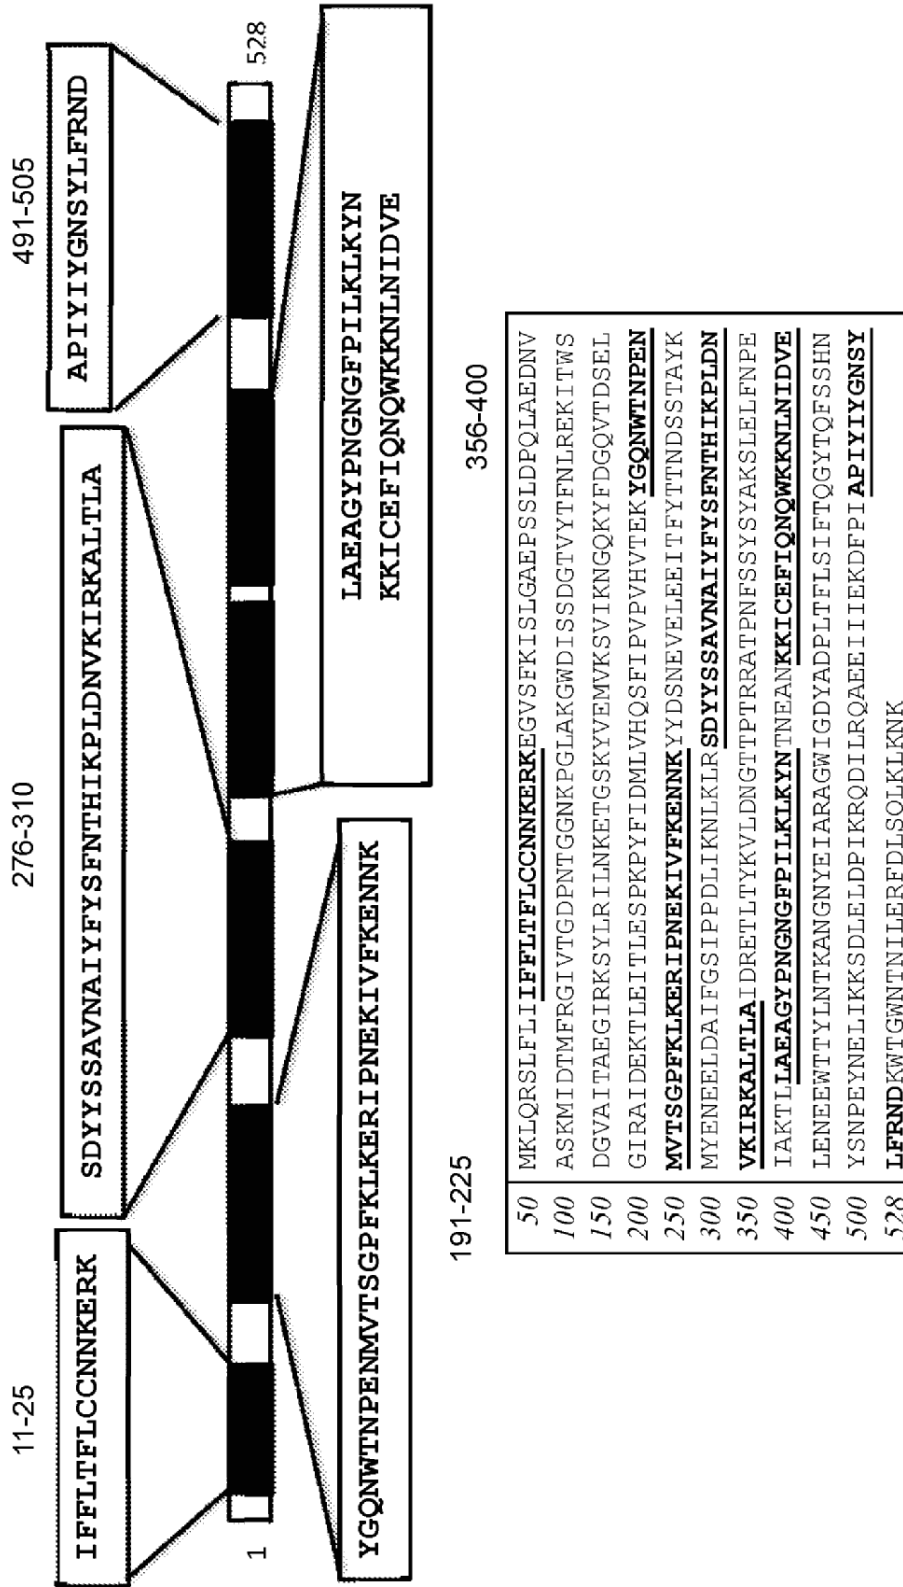 11-25
276-310
491-505
IFFLTFLCCNNKERK
SDYYSSAVNAIYFYSFNTHIKPLDNVKIRKALTLA
APIYIYGNSYLFRND
1
528
YGQNWTNPENMVTSGPFKLKERIPNEKIVFKENNK
LAEAGYPNGNGFPILKLKYN
KKICEFIQNQWKKNLNIDVE
191-225
356-400
50 MKLQRSLFLIIFFLTFLCCNNKERKEGVSFKISLGAEPSSLDPQLAEDNV
100 ASKMIDTMFRGIVTGDPNTGGNKPGLAKGWDISSDGTVYTFNLREKITWS
150 DGVAITAEGIRKSYLRILNKETGSKYVEMVKSVIKNGQKYFDGQVTDSEL
200 GIRAIDEKTLEITLESPKPYFIDMLVHQSFIPVPVHVTEKYGQNWTNPEN
250 MVTSGPFKLKERIPNEKIVFKENNKYYDSNEVELEEITFYTTNDSSTAYK
300 MYENEELDAIFGSIPPDLIKNLKLRSDYYSSAVNAIYFYSFNTHIKPLDN
350 VKIRKALTLAIDRETLTYKVLDNGTTPTRRATPNFSSYSYAKSLELFNPE
400 IAKTLLAEAGYPNGNGFPILKLKYNTNEANKKICEFIQNQWKKNLNIDVE
450 LENEEWTTYLNTKANGNYEIARAGWIGDYADPLTFLSIFTQGYTQFSSHN
500 YSNPEYNELIKKSDLELDPIKRQDILRQAEEIIIEKDFPIAPIYIYGNSY
528 LFRNDKWTGWNTNILERFDLSQLKLKNK